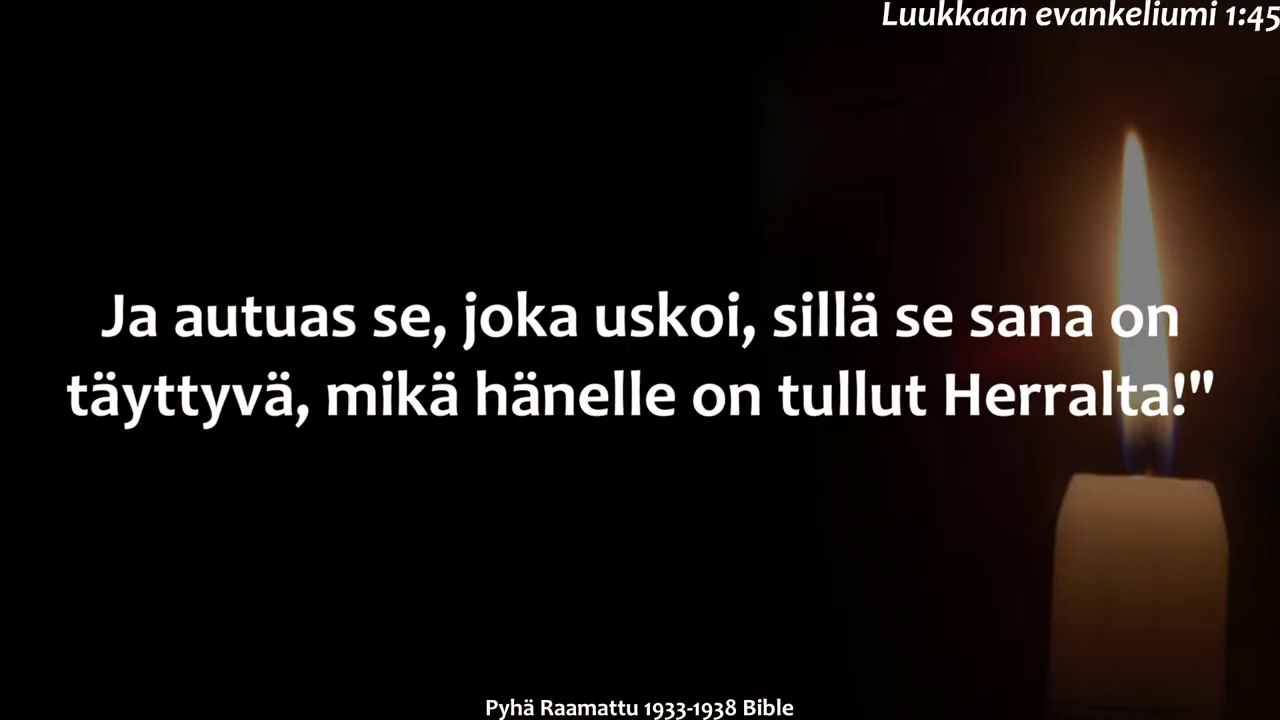 Luukkaan evankeliumi 1:45
Ja autuas se, joka uskoi, sillä se sana on
täyttyvä, mikä hänelle on tullut Herralta!"
Pyhä Raamattu 1933-1938 Bible